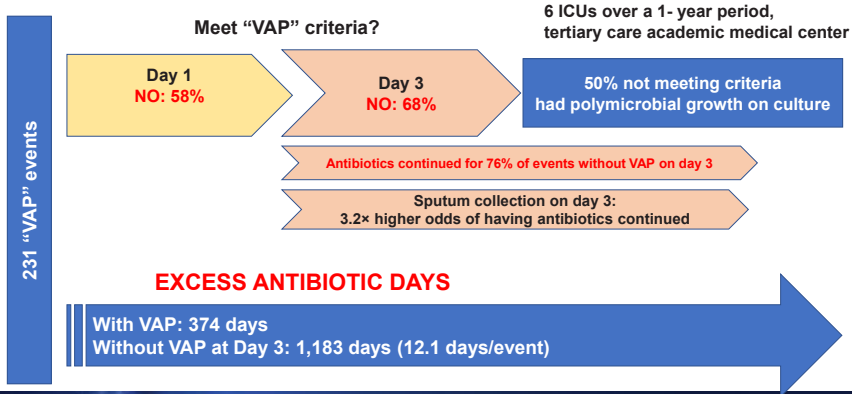 6 ICUs over a 1- year period,
tertiary care academic medical center
Meet “VAP” criteria?
231 “VAP” events
Day 1
NO: 58%
Day 3
NO: 68%
50% not meeting criteria
had polymicrobial growth on culture
Antibiotics continued for 76% of events without VAP on day 3
Sputum collection on day 3:
3.2× higher odds of having antibiotics continued
EXCESS ANTIBIOTIC DAYS
With VAP: 374 days
Without VAP at Day 3: 1,183 days (12.1 days/event)